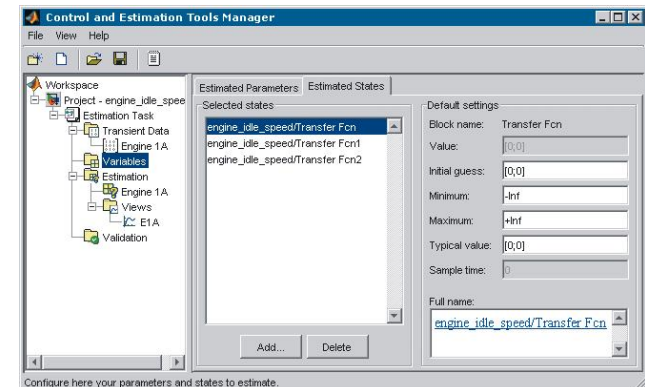 Control and Estimation Tools Manager
File View Help
Workspace
Project - engine_idle_spee
Estimation Task
Transient Data
Engine 1A
Variables
Estimation
Engine 1A
Views
E1A
Validation
Estimated Parameters Estimated States
Selected states
engine_idle_speed/Transfer Fcn
engine_idle_speed/Transfer Fcn1
engine_idle_speed/Transfer Fcn2
Add... Delete
Default settings
Block name: Transfer Fcn
Value: [0;0]
Initial guess: [0;0]
Minimum: -Inf
Maximum: +Inf
Typical value: [0;0]
Sample time: 0
Full name:
engine_idle_speed/Transfer Fcn
Configure here your parameters and states to estimate.